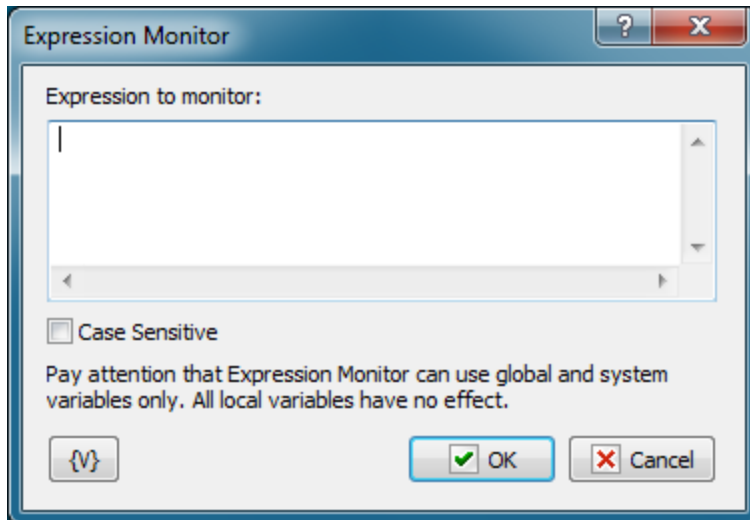 Expression Monitor
?
Expression to monitor:
Case Sensitive
Pay attention that Expression Monitor can use global and system
variables only. All local variables have no effect.
{V} OK Cancel